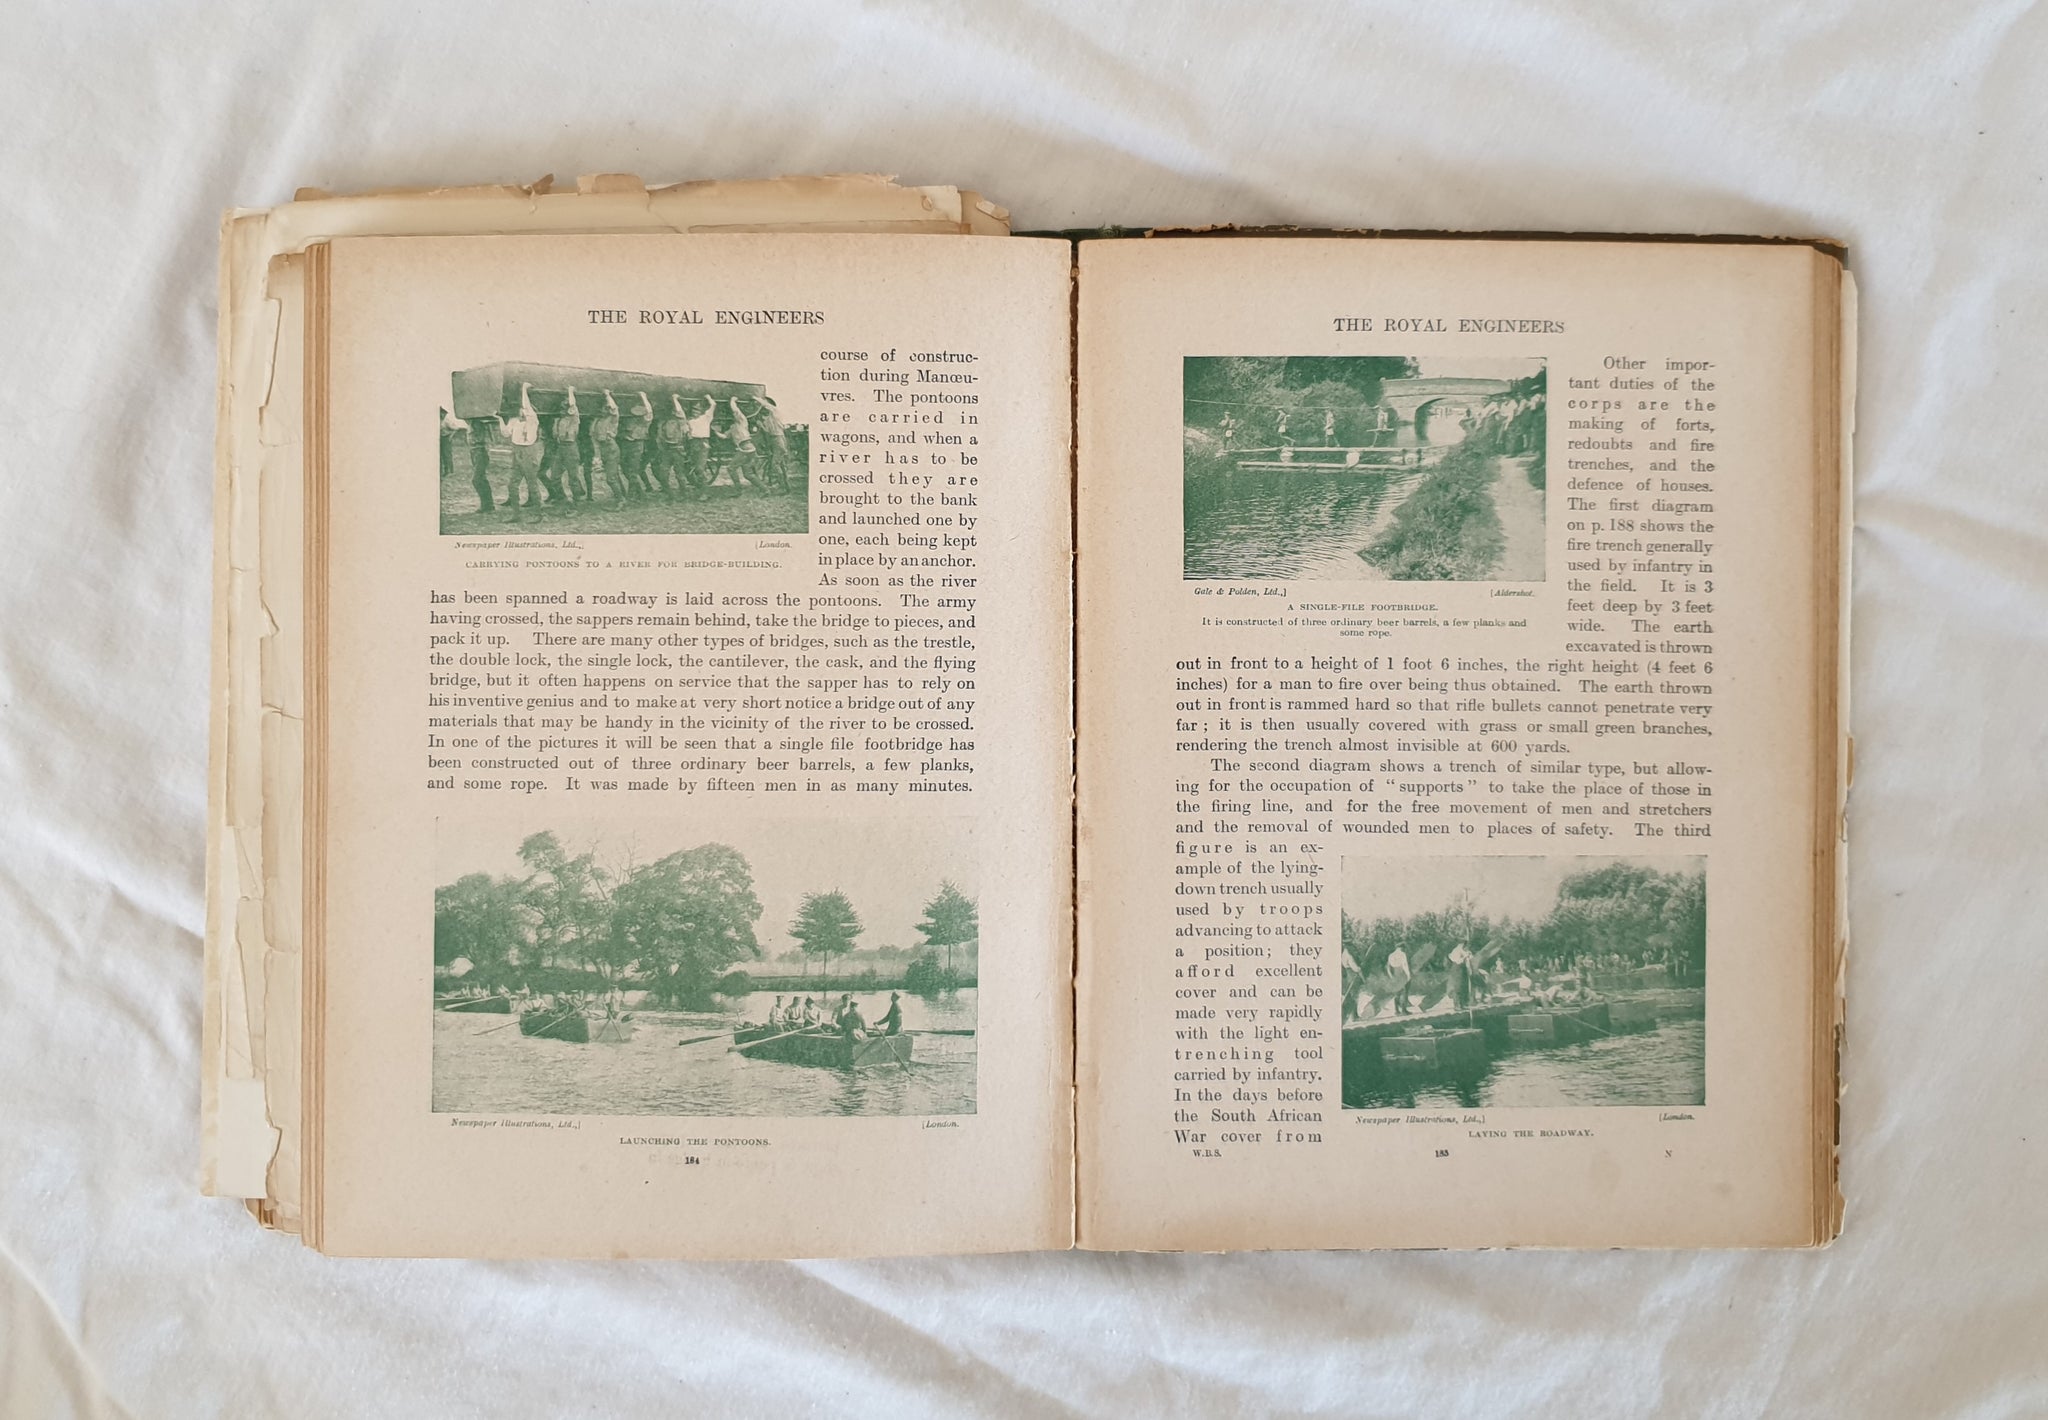 THE ROYAL ENGINEERS
Newspaper Illustrations, Ltd.,]
[London.
CARRYING PONTOONS TO A RIVER FOR BRIDGE-BUILDING.
course of construc-
tion during Manœu-
vres. The pontoons
are carried in
wagons, and when a
river has to be
crossed they are
brought to the bank
and launched one by
one, each being kept
in place by an anchor.
As soon as the river
has been spanned a roadway is laid across the pontoons. The army
having crossed, the sappers remain behind, take the bridge to pieces, and
pack it up. There are many other types of bridges, such as the trestle,
the double lock, the single lock, the cantilever, the cask, and the flying
bridge, but it often happens on service that the sapper has to rely on
his inventive genius and to make at very short notice a bridge out of any
materials that may be handy in the vicinity of the river to be crossed.
In one of the pictures it will be seen that a single file footbridge has
been constructed out of three ordinary beer barrels, a few planks,
and some rope. It was made by fifteen men in as many minutes.
Newspaper Illustrations, Ltd.,]
[London.
LAUNCHING THE PONTOONS.
184
THE ROYAL ENGINEERS
Gale & Polden, Ltd.,]
[Aldershot.
A SINGLE-FILE FOOTBRIDGE.
It is constructed of three ordinary beer barrels, a few planks and
some rope.
Other impor-
tant duties of the
corps are the
making of forts,
redoubts and fire
trenches, and the
defence of houses.
The first diagram
on p. 188 shows the
fire trench generally
used by infantry in
the field. It is 3
feet deep by 3 feet
wide. The earth
excavated is thrown
out in front to a height of 1 foot 6 inches, the right height (4 feet 6
inches) for a man to fire over being thus obtained. The earth thrown
out in front is rammed hard so that rifle bullets cannot penetrate very
far; it is then usually covered with grass or small green branches,
rendering the trench almost invisible at 600 yards.
The second diagram shows a trench of similar type, but allow-
ing for the occupation of "supports" to take the place of those in
the firing line, and for the free movement of men and stretchers
and the removal of wounded men to places of safety. The third
figure is an ex-
ample of the lying-
down trench usually
used by troops
advancing to attack
a position; they
afford excellent
cover and can be
made very rapidly
with the light en-
trenching tool
carried by infantry.
In the days before
the South African
War cover from
Newspaper Illustrations, Ltd.,]
[London.
LAYING THE ROADWAY.
W.B.S.
185
N